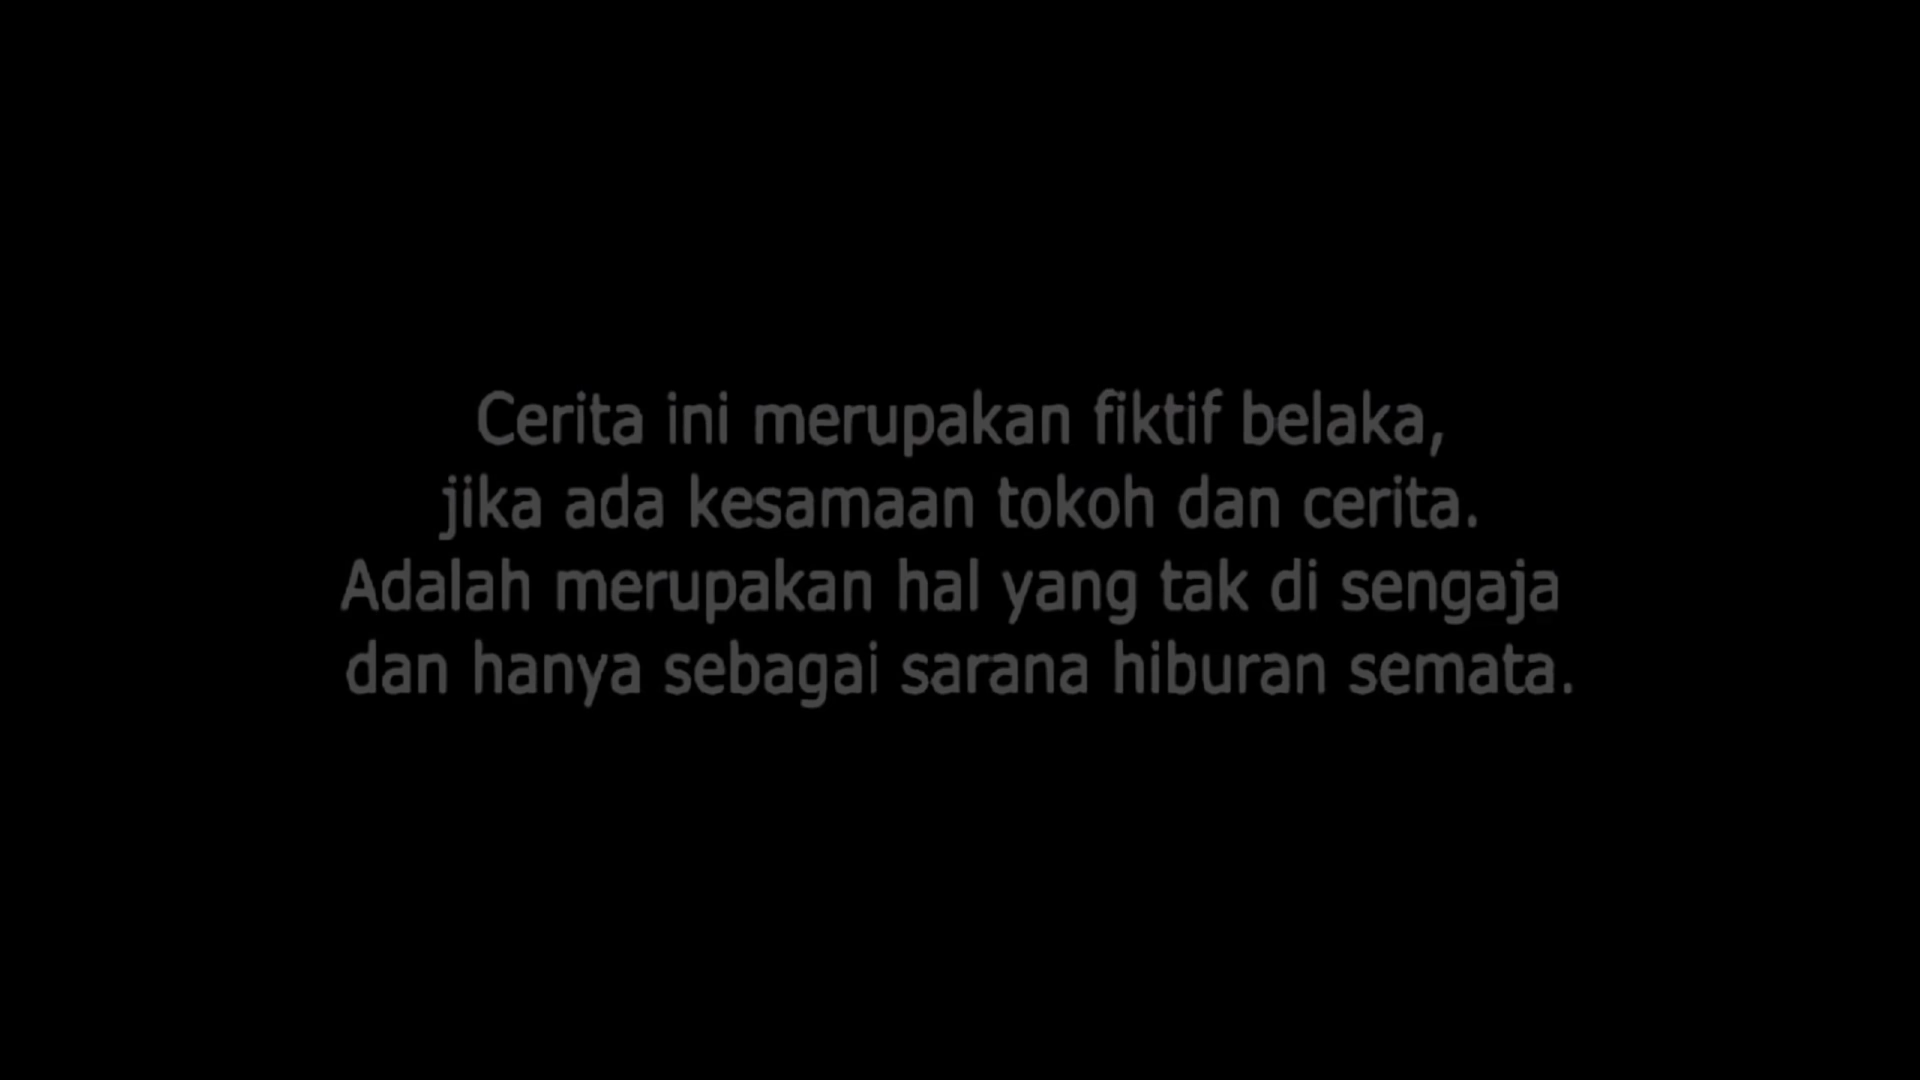 Cerita ini merupakan fiktif belaka,
jika ada kesamaan tokoh dan cerita.
Adalah merupakan hal yang tak di sengaja
dan hanya sebagai sarana hiburan semata.